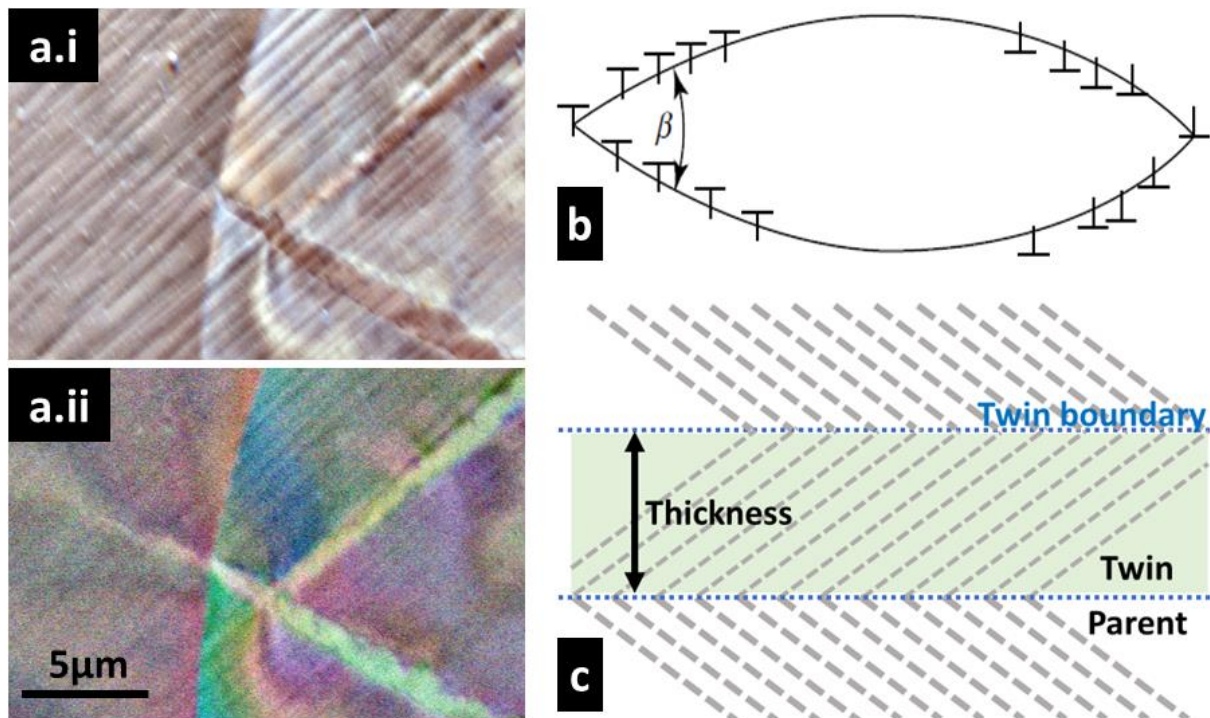 a.i
a.ii
5µm
β
b
Twin boundary
Thickness
Twin
Parent
c